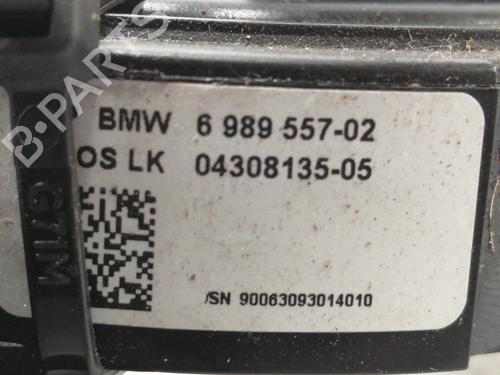 BMW 6 989 557-02
OS LK 04308135-05
/SN 90063093014010
B-PARTS